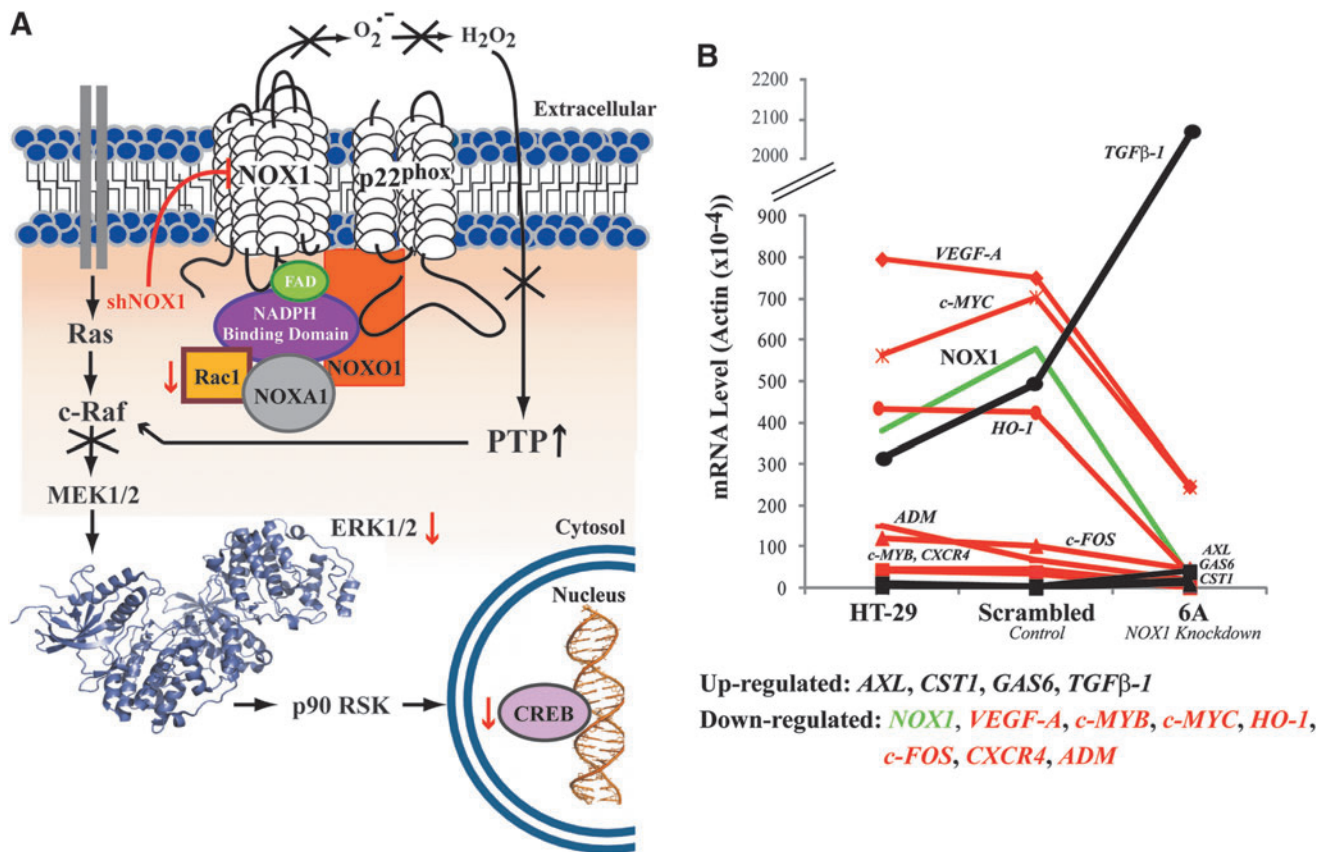 A
O2•- H2O2
Extracellular
NOX1
p22phox
shNOX1
FAD
NADPH
Binding Domain
Ras
Rac1
NOXO1
NOXA1
c-Raf
PTP↑
MEK1/2
ERK1/2
Cytosol
Nucleus
p90 RSK
CREB
B
mRNA Level (Actin (x10-4))
2200
2100
2000
900
800
700
600
500
400
300
200
100
0
TGFβ-1
VEGF-A
c-MYC
NOX1
HO-1
ADM
c-FOS
c-MYB, CXCR4
AXL
GAS6
CST1
HT-29 Scrambled 6A
Control NOX1 Knockdown
Up-regulated: AXL, CST1, GAS6, TGFβ-1
Down-regulated: NOX1, VEGF-A, c-MYB, c-MYC, HO-1,
c-FOS, CXCR4, ADM